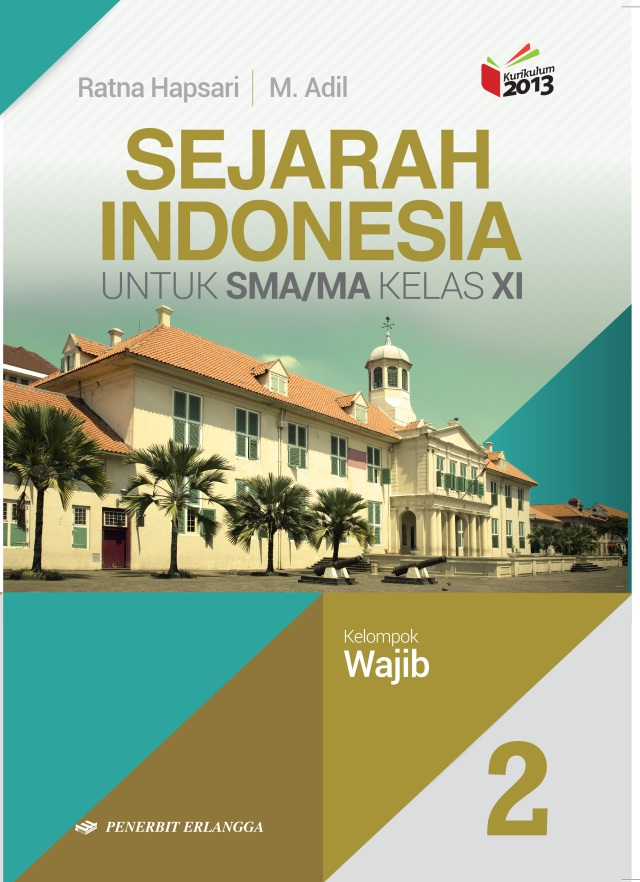 Ratna Hapsari | M. Adil
Kurikulum
2013
SEJARAH
INDONESIA
UNTUK SMA/MA KELAS XI
Kelompok
Wajib
2
PENERBIT ERLANGGA